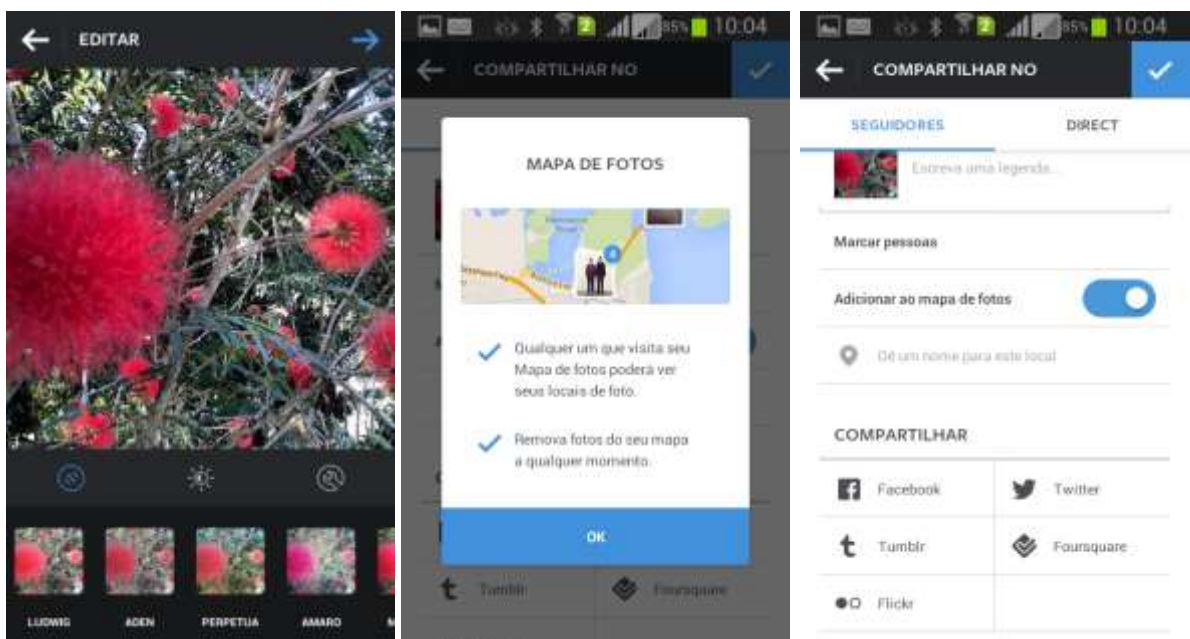 EDITAR
LUDWIG
ADEN
PERPETUA
AMARO
85% 10:04
COMPARTILHAR NO
MAPA DE FOTOS
Qualquer um que visita seu
Mapa de fotos poderá ver
seus locais de foto.
Remova fotos do seu mapa
a qualquer momento.
OK
Tumblr
Foursquare
85% 10:04
COMPARTILHAR NO
SEGUIDORES
DIRECT
Escreva uma legenda...
Marcar pessoas
Adicionar ao mapa de fotos
Dê um nome para este local
COMPARTILHAR
Facebook
Twitter
Tumblr
Foursquare
Flickr